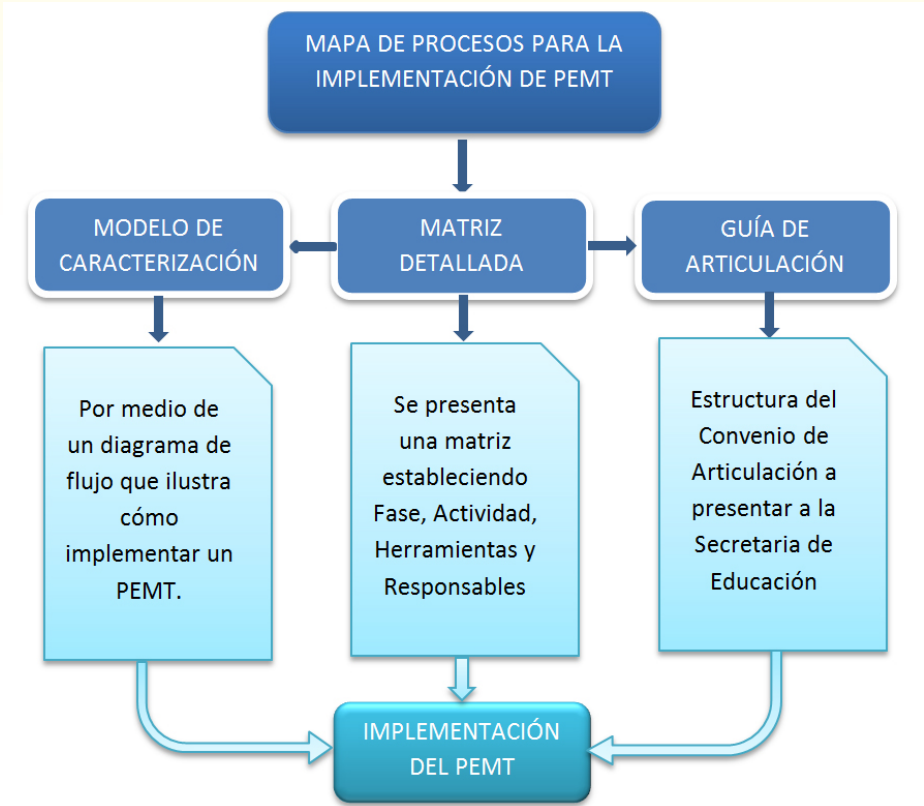 MAPA DE PROCESOS PARA LA
IMPLEMENTACIÓN DE PEMT
MODELO DE
CARACTERIZACIÓN
MATRIZ
DETALLADA
GUÍA DE
ARTICULACIÓN
Por medio de
un diagrama de
flujo que ilustra
cómo
implementar un
PEMT.
Se presenta
una matriz
estableciendo
Fase, Actividad,
Herramientas y
Responsables
Estructura del
Convenio de
Articulación a
presentar a la
Secretaria de
Educación
IMPLEMENTACIÓN
DEL PEMT